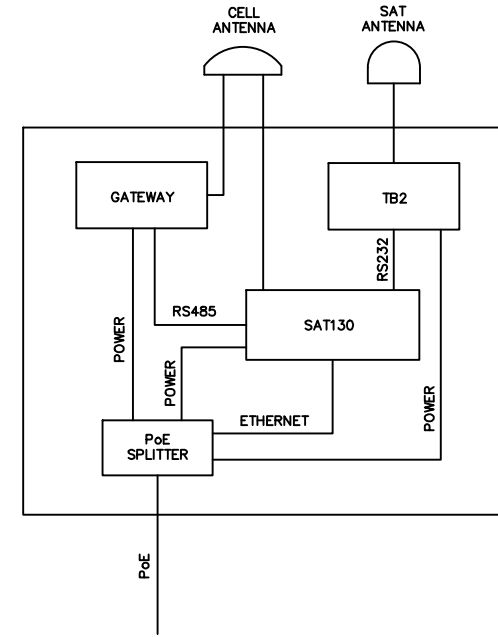 CELL
ANTENNA
SAT
ANTENNA
GATEWAY
TB2
RS232
RS485
SAT130
POWER
POWER
POWER
ETHERNET
PoE
SPLITTER
PoE